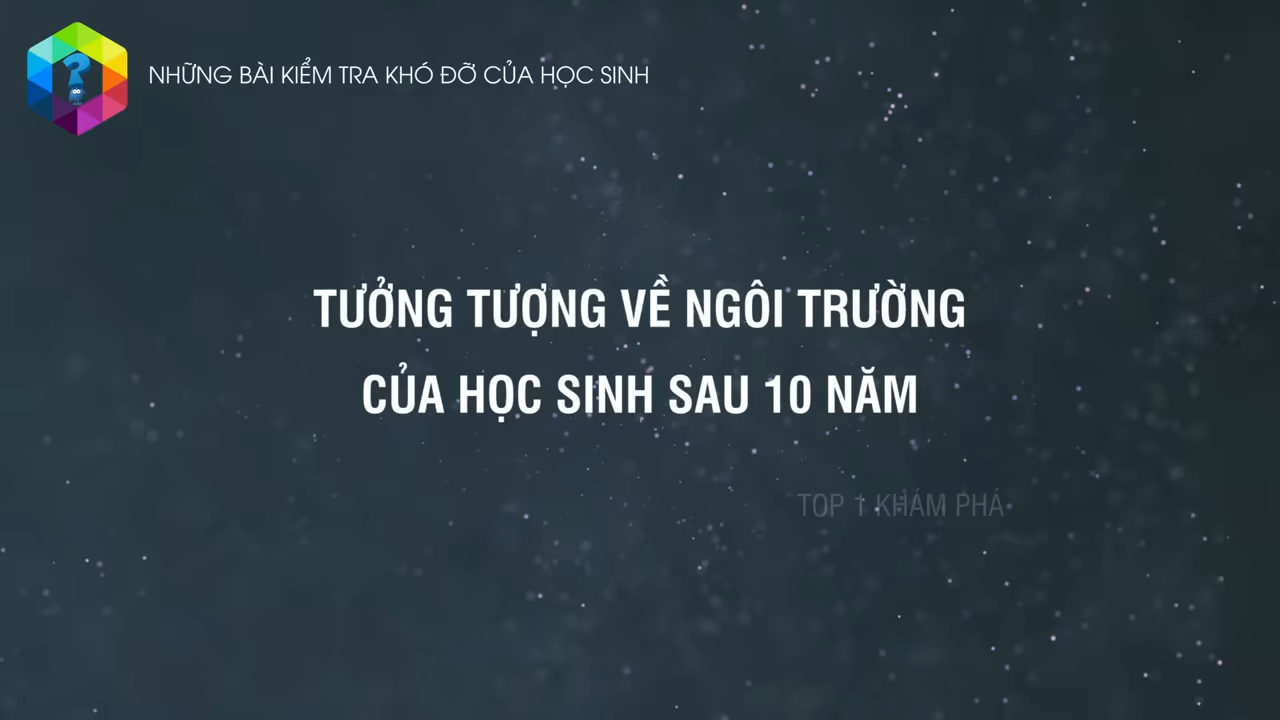 NHỮNG BÀI KIỂM TRA KHÓ ĐỠ CỦA HỌC SINH
TƯỞNG TƯỢNG VỀ NGÔI TRƯỜNG
CỦA HỌC SINH SAU 10 NĂM
TOP 1 KHÁM PHÁ